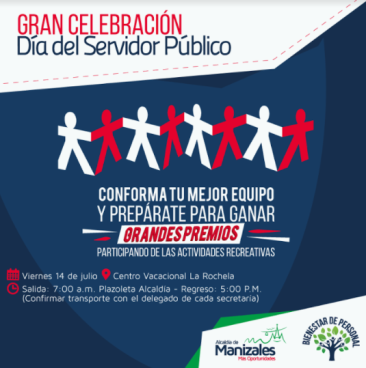 GRAN CELEBRACIÓN
Día del Servidor Público
CONFORMA TU MEJOR EQUIPO
Y PREPÁRATE PARA GANAR
GRANDES PREMIOS
PARTICIPANDO DE LAS ACTIVIDADES RECREATIVAS
Viernes 14 de julio Centro Vacacional La Rochela
Salida: 7:00 a.m. Plazoleta Alcaldía - Regreso: 5:00 P.M.
(Confirmar transporte con el delegado de cada secretaría)
Alcaldía de
Manizales
Más Oportunidades
BIENESTAR DE PERSONAL